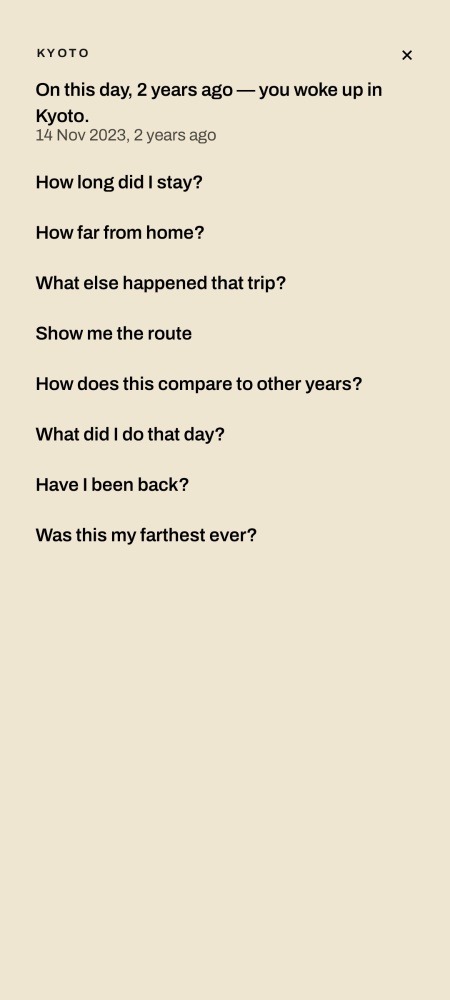 KYOTO
×
On this day, 2 years ago — you woke up in
Kyoto.
14 Nov 2023, 2 years ago
How long did I stay?
How far from home?
What else happened that trip?
Show me the route
How does this compare to other years?
What did I do that day?
Have I been back?
Was this my farthest ever?